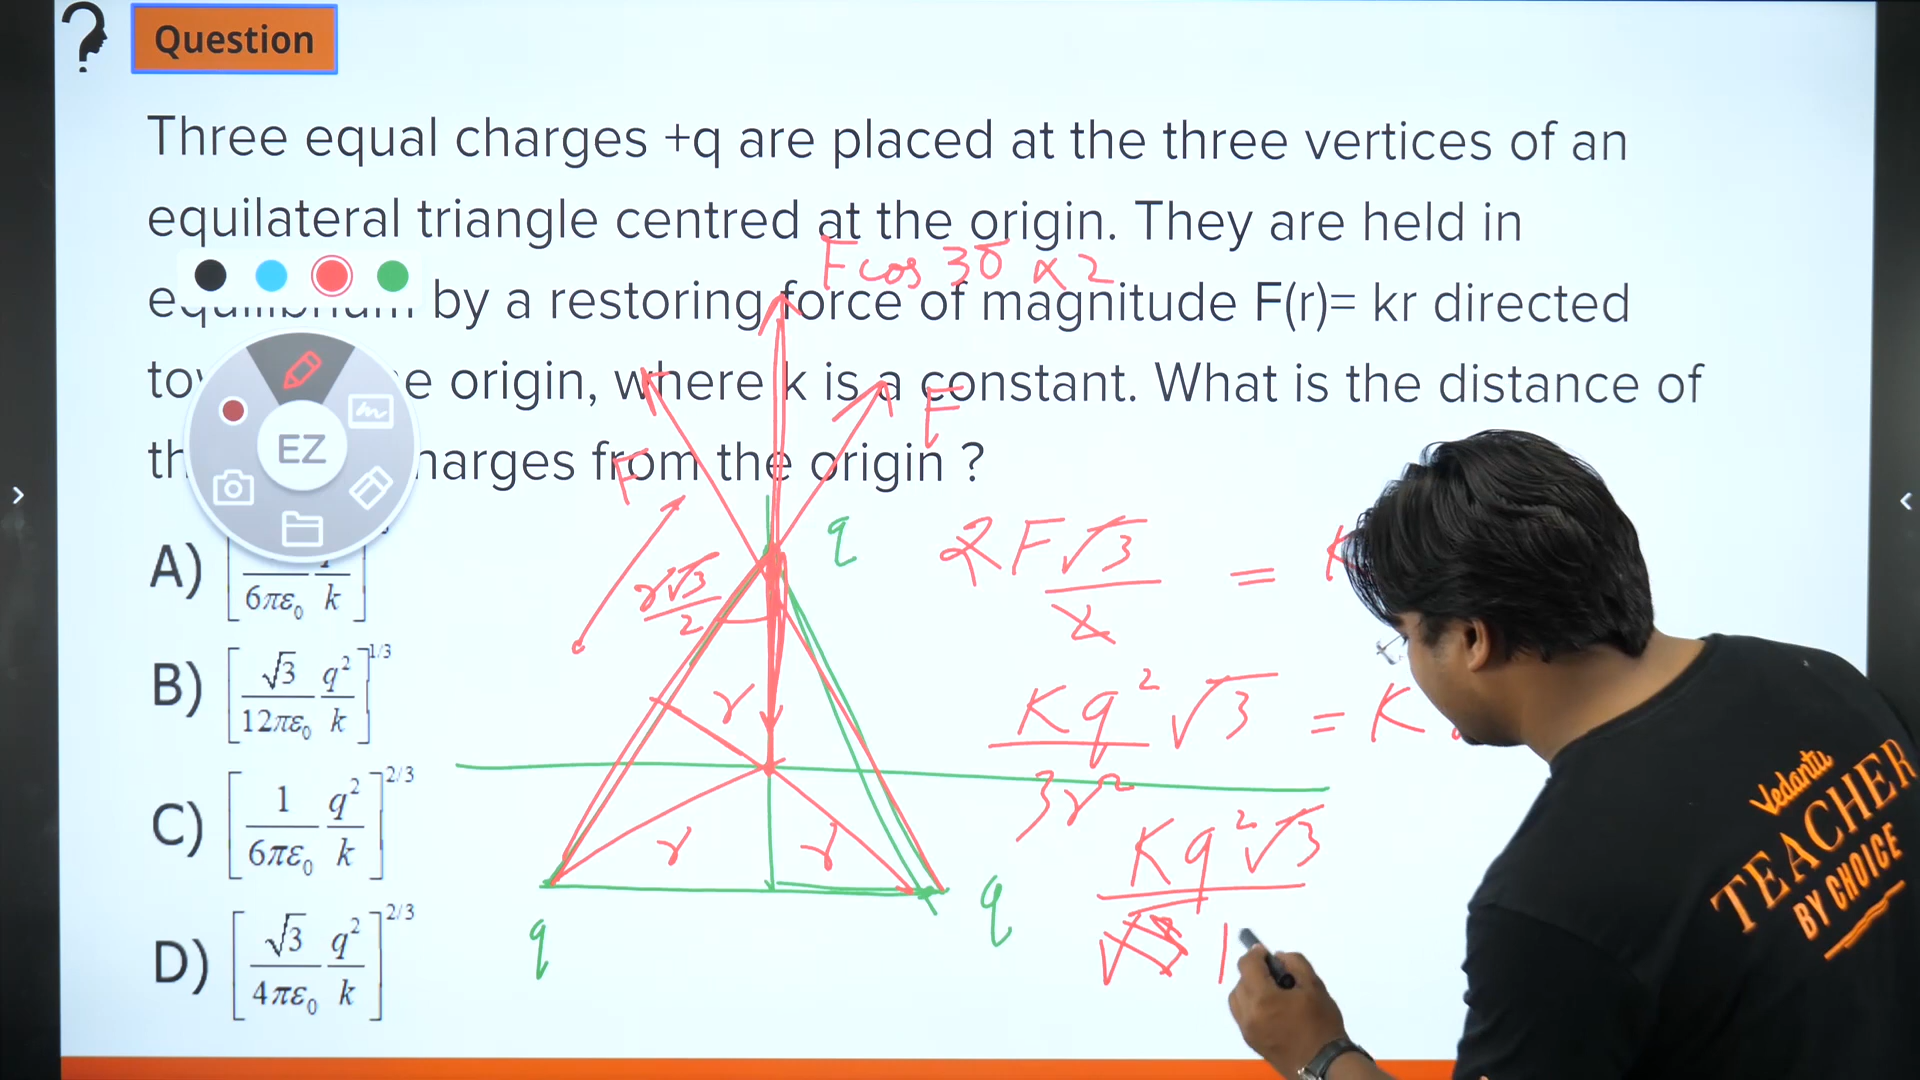 Question
Three equal charges +q are placed at the three vertices of an
equilateral triangle centred at the origin. They are held in
by a restoring force of magnitude F(r)= kr directed
origin, where k is a constant. What is the distance of
from the origin ?
EZ
F cos 30 × 2
F
F
q
r√3/2
r
r
r
q
q
2F√3/2 = K
Kq²/3r² √3 = K
Kq²√3
A) [ /6πε₀ /k ]
B) [√3/12πε₀ q²/k]^1/3
C) [1/6πε₀ q²/k]^2/3
D) [√3/4πε₀ q²/k]^2/3
Vedantu
TEACHER
BY CHOICE